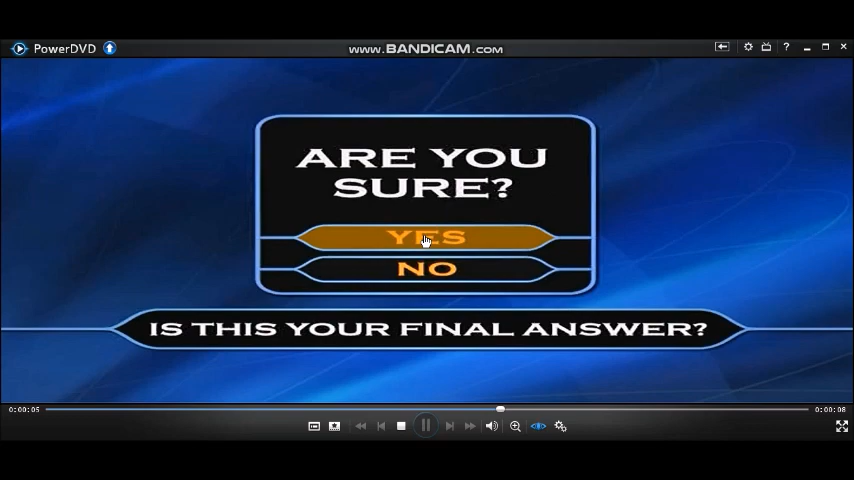 PowerDVD
www.BANDICAM.com
?
ARE YOU
SURE?
YES
NO
IS THIS YOUR FINAL ANSWER?
0:00:05
0:00:08